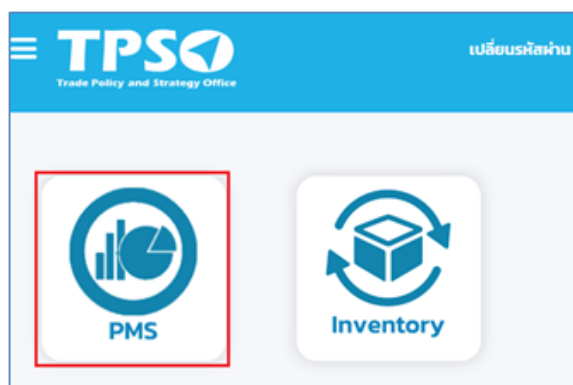 TPSO
Trade Policy and Strategy Office
เปลี่ยนรหัสผ่าน
PMS
Inventory